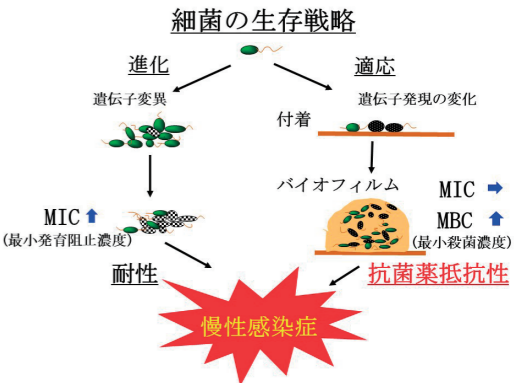 細菌の生存戦略
進化
適応
遺伝子変異
遺伝子発現の変化
付着
バイオフィルム
MIC
MIC
MBC
(最小発育阻止濃度)
(最小殺菌濃度)
耐性
抗菌薬抵抗性
慢性感染症